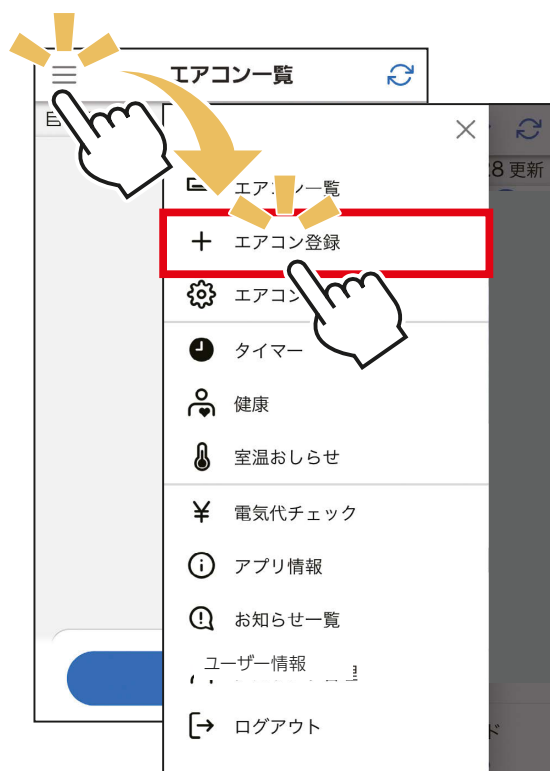 エアコン一覧
8 更新
エアコン一覧
エアコン登録
エアコン
タイマー
健康
室温おしらせ
電気代チェック
アプリ情報
お知らせ一覧
ユーザー情報
ログアウト
ド